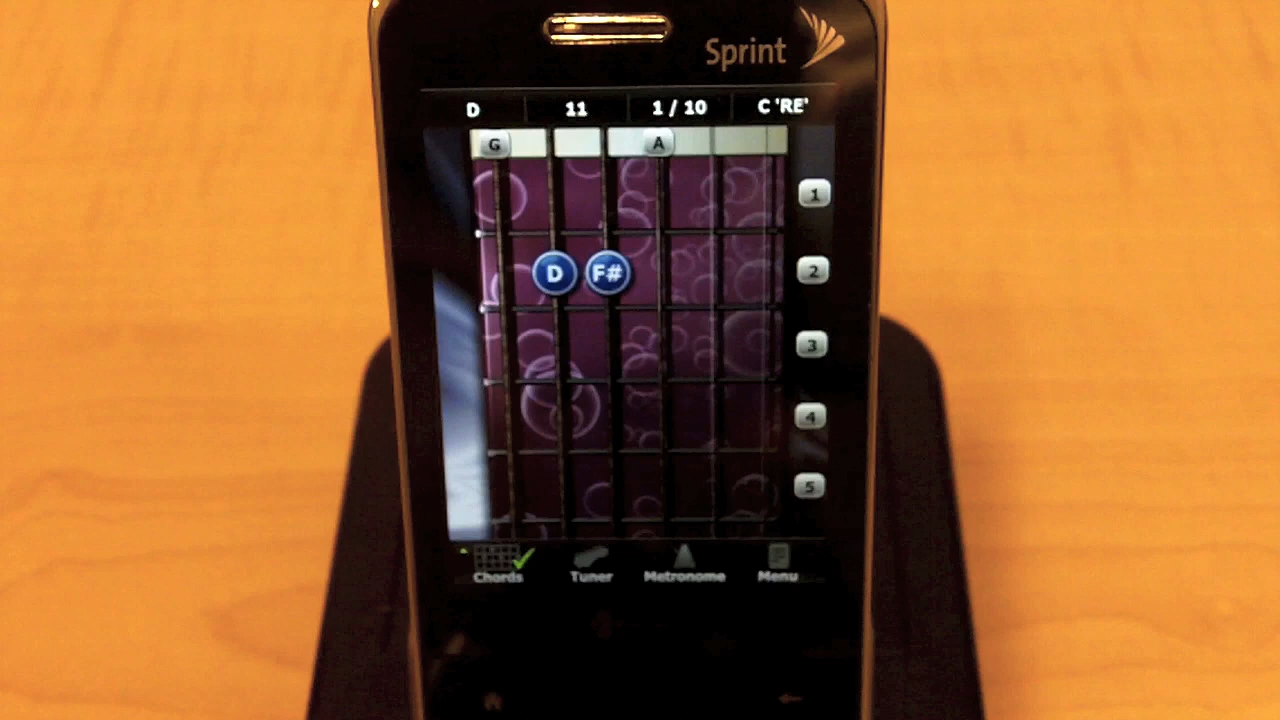 Sprint
D 11 1 / 10 C 'RE'
G A
1
D F# 2
3
4
5
Chords Tuner Metronome Menu